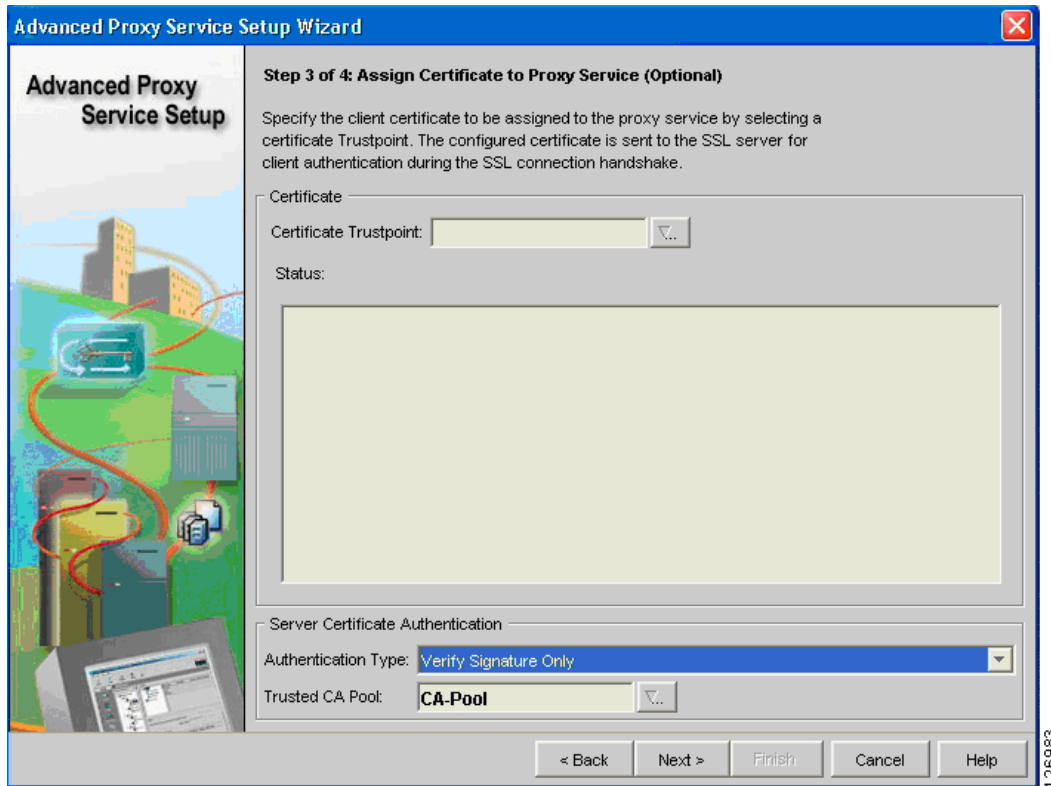 Advanced Proxy Service Setup Wizard
Advanced Proxy
Service Setup
Step 3 of 4: Assign Certificate to Proxy Service (Optional)
Specify the client certificate to be assigned to the proxy service by selecting a
certificate Trustpoint. The configured certificate is sent to the SSL server for
client authentication during the SSL connection handshake.
Certificate
Certificate Trustpoint:
Status:
Server Certificate Authentication
Authentication Type: Verify Signature Only
Trusted CA Pool: CA-Pool
< Back Next > Finish Cancel Help
126983